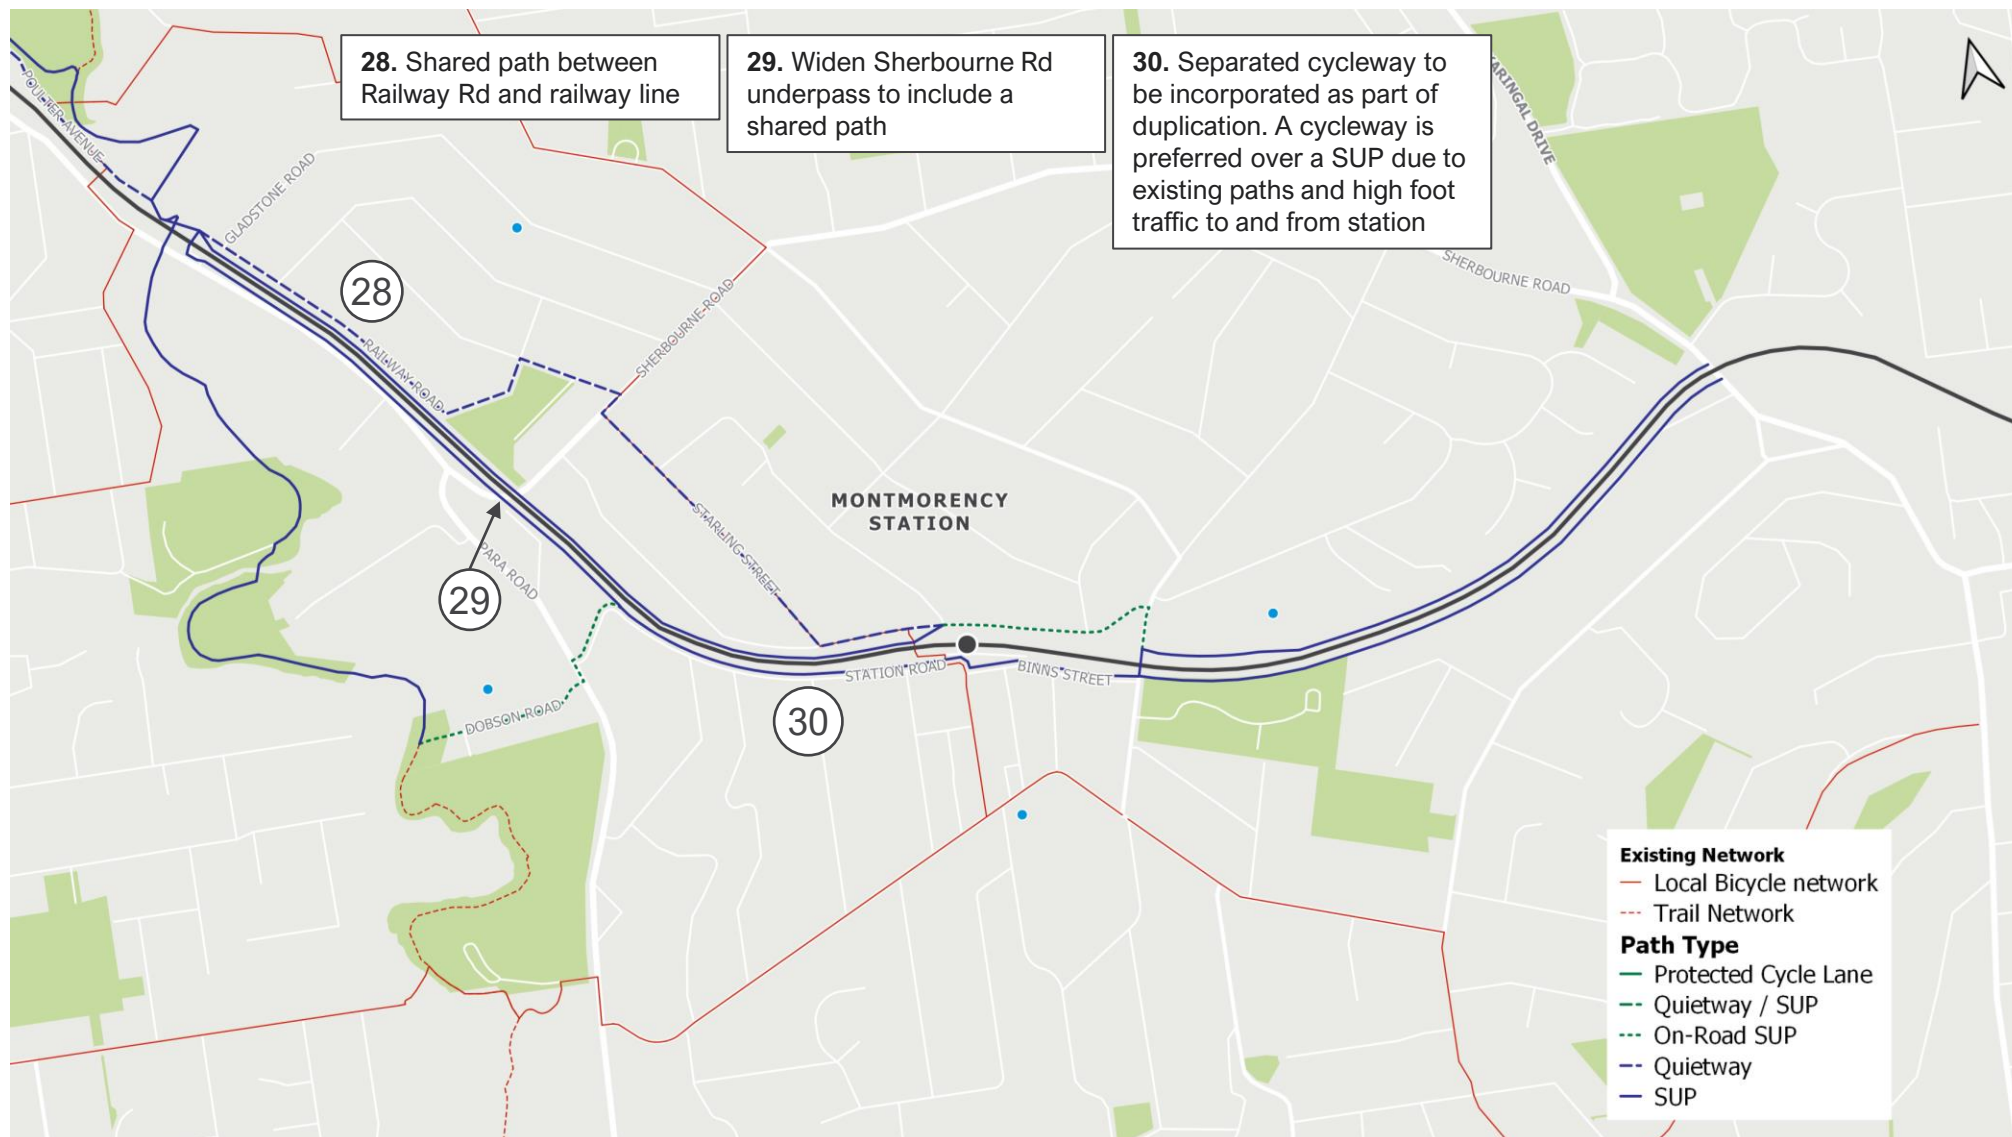 28. Shared path between
Railway Rd and railway line
29. Widen Sherbourne Rd
underpass to include a
shared path
30. Separated cycleway to
be incorporated as part of
duplication. A cycleway is
preferred over a SUP due to
existing paths and high foot
traffic to and from station
POULTER AVENUE
GLADSTONE ROAD
KARINGAL DRIVE
SHERBOURNE ROAD
28
RAILWAY ROAD
SHERBOURNE ROAD
MONTMORENCY
STATION
STARLING STREET
PARA ROAD
29
STATION ROAD
BINNS STREET
DOBSON ROAD
30
Existing Network
Local Bicycle network
Trail Network
Path Type
Protected Cycle Lane
Quietway / SUP
On-Road SUP
Quietway
SUP